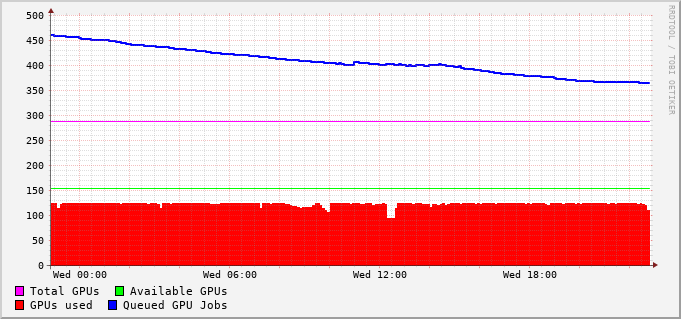 500
450
400
350
300
250
200
150
100
50
0
Wed 00:00 Wed 06:00 Wed 12:00 Wed 18:00
Total GPUs Available GPUs
GPUs used Queued GPU Jobs
RRDTOOL / TOBI OETIKER